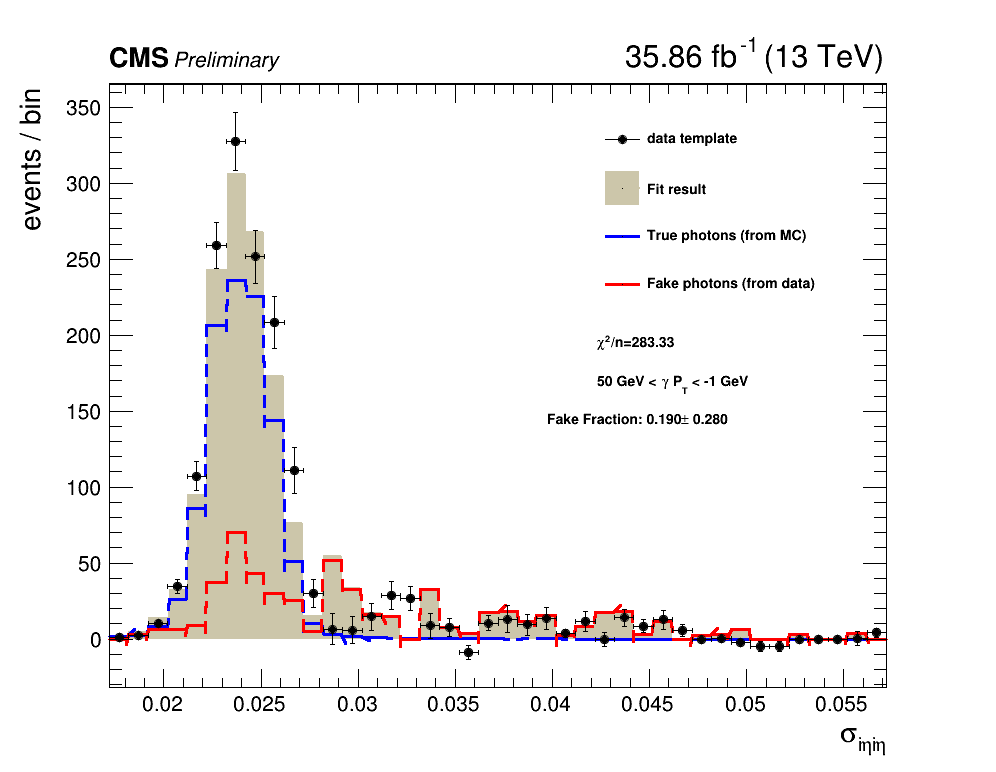 CMS Preliminary
35.86 fb⁻¹ (13 TeV)
events / bin
350
300
250
200
150
100
50
0
data template
Fit result
True photons (from MC)
Fake photons (from data)
χ²/n=283.33
50 GeV < γ P_T < -1 GeV
Fake Fraction: 0.190± 0.280
0.02 0.025 0.03 0.035 0.04 0.045 0.05 0.055
σ_iηiη